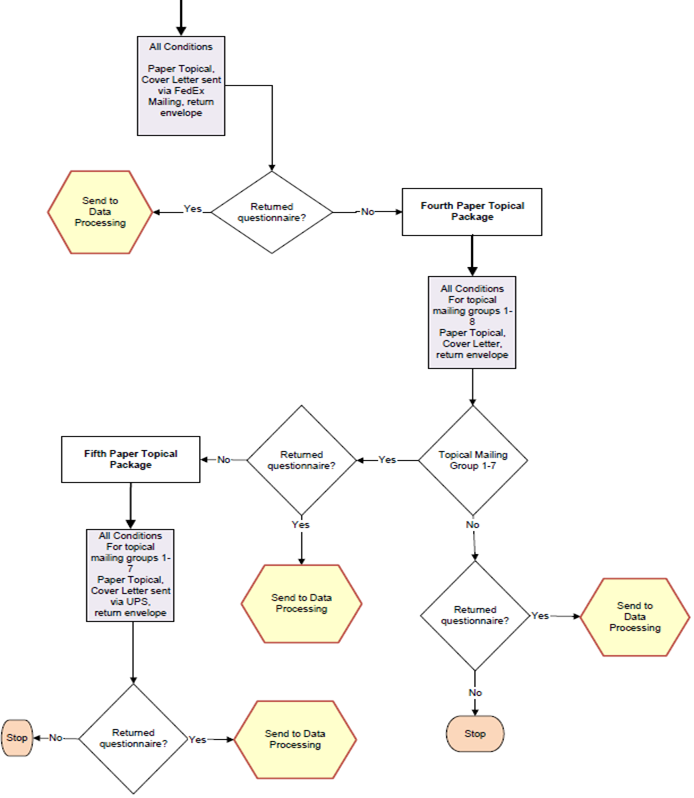 All Conditions
Paper Topical,
Cover Letter sent
via FedEx
Mailing, return
envelope
Send to
Data
Processing
Yes
Returned
questionnaire?
No
Fourth Paper Topical
Package
All Conditions
For topical
mailing groups 1-
8
Paper Topical,
Cover Letter,
return envelope
Fifth Paper Topical
Package
No
Returned
questionnaire?
Yes
Topical Mailing
Group 1-7
Yes
No
All Conditions
For topical
mailing groups 1-
7
Paper Topical,
Cover Letter sent
via UPS,
return envelope
Send to Data
Processing
Returned
questionnaire?
Yes
Send to
Data
Processing
No
Stop
Stop
No
Returned
questionnaire?
Yes
Send to Data
Processing